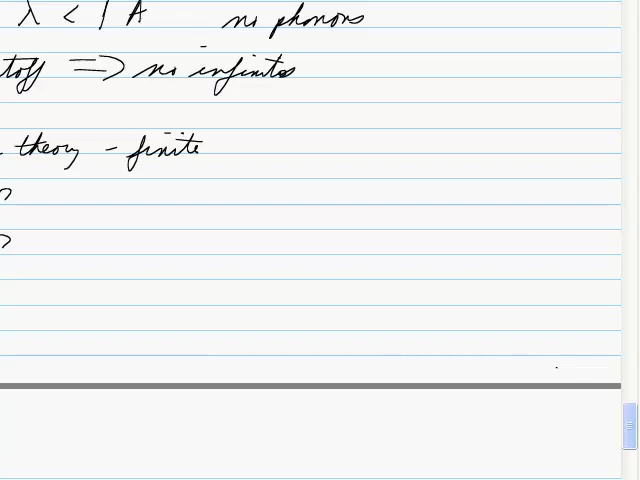 λ < 1 A no phonons
toff ⟹ no infinites
theory - finite